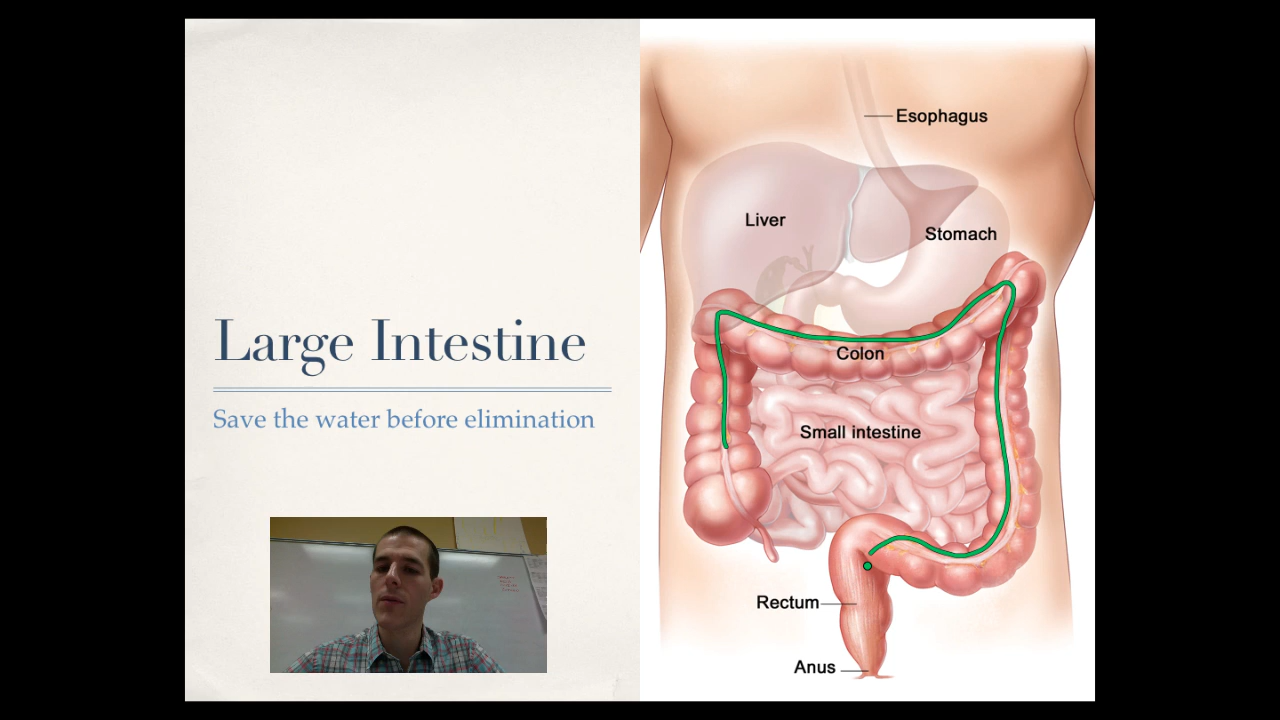 Large Intestine
Save the water before elimination
Esophagus
Liver
Stomach
Colon
Small intestine
Rectum
Anus